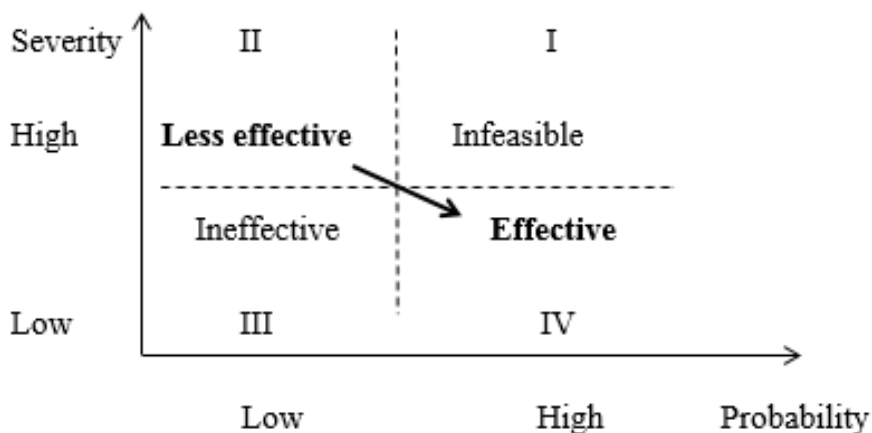 Severity II I
High Less effective Infeasible
Ineffective Effective
Low III IV
Low High Probability